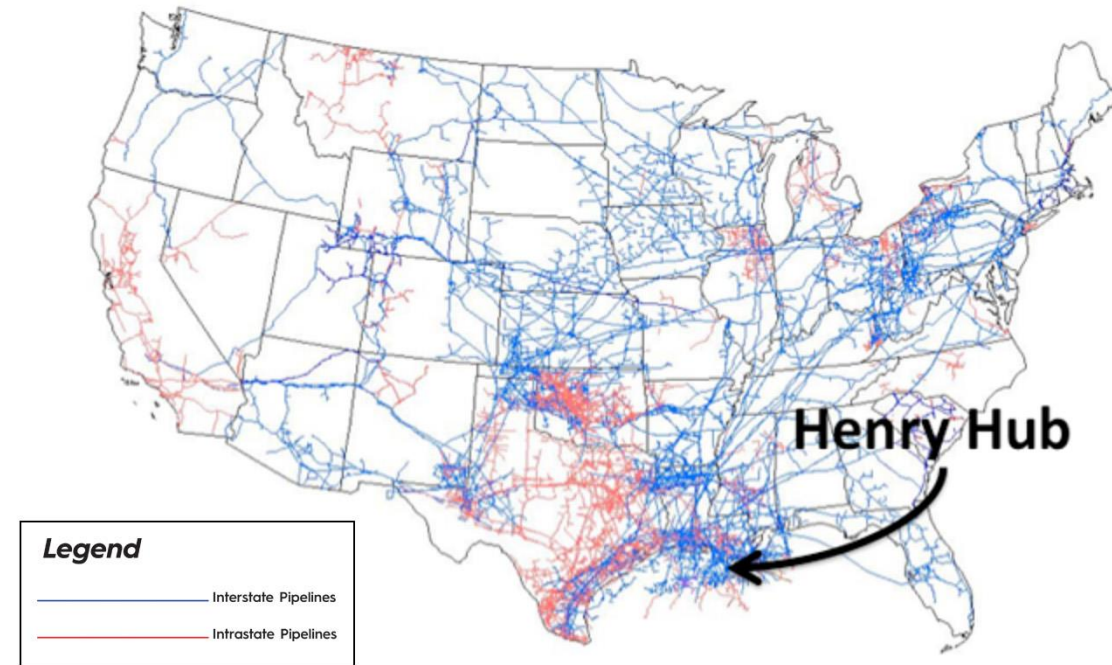 Henry Hub
Legend
Interstate Pipelines
Intrastate Pipelines